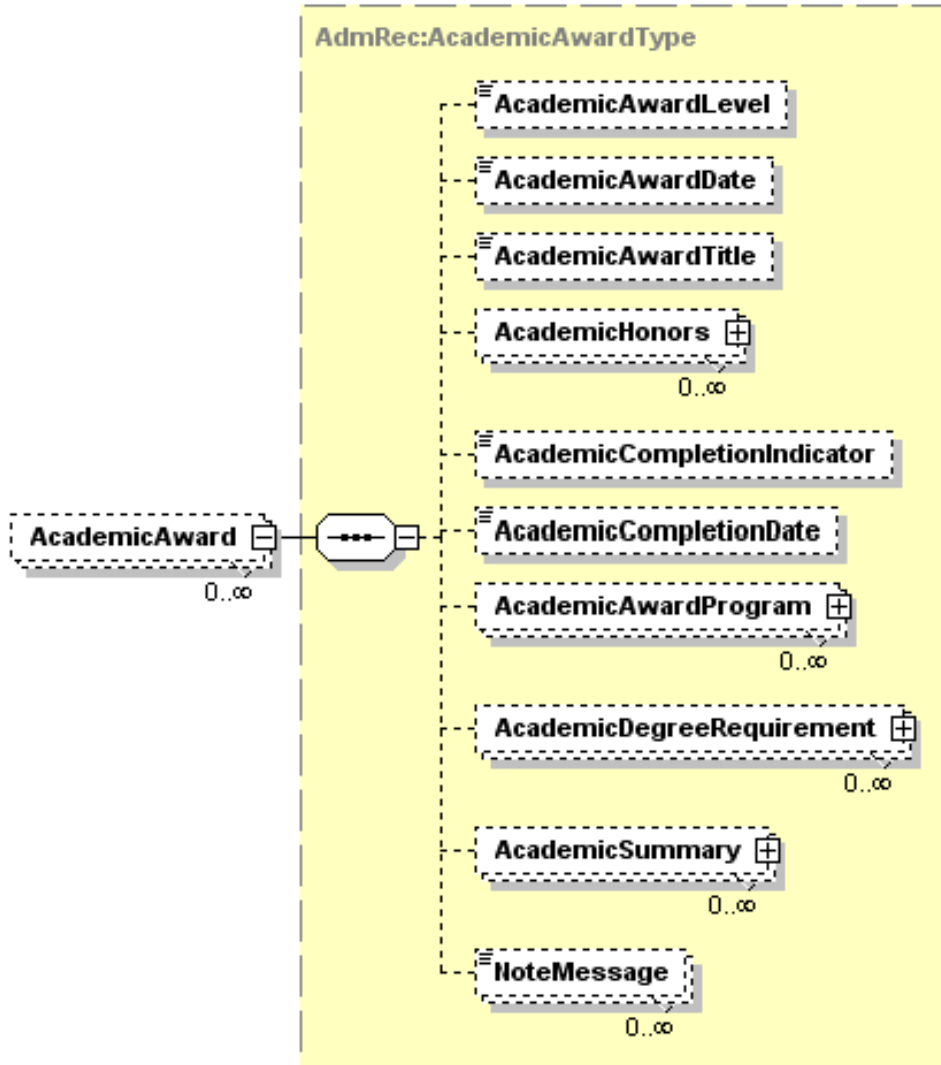 AdmRec:AcademicAwardType
AcademicAwardLevel
AcademicAwardDate
AcademicAwardTitle
AcademicHonors
0..∞
AcademicCompletionIndicator
AcademicAward
0..∞
AcademicCompletionDate
AcademicAwardProgram
0..∞
AcademicDegreeRequirement
0..∞
AcademicSummary
0..∞
NoteMessage
0..∞